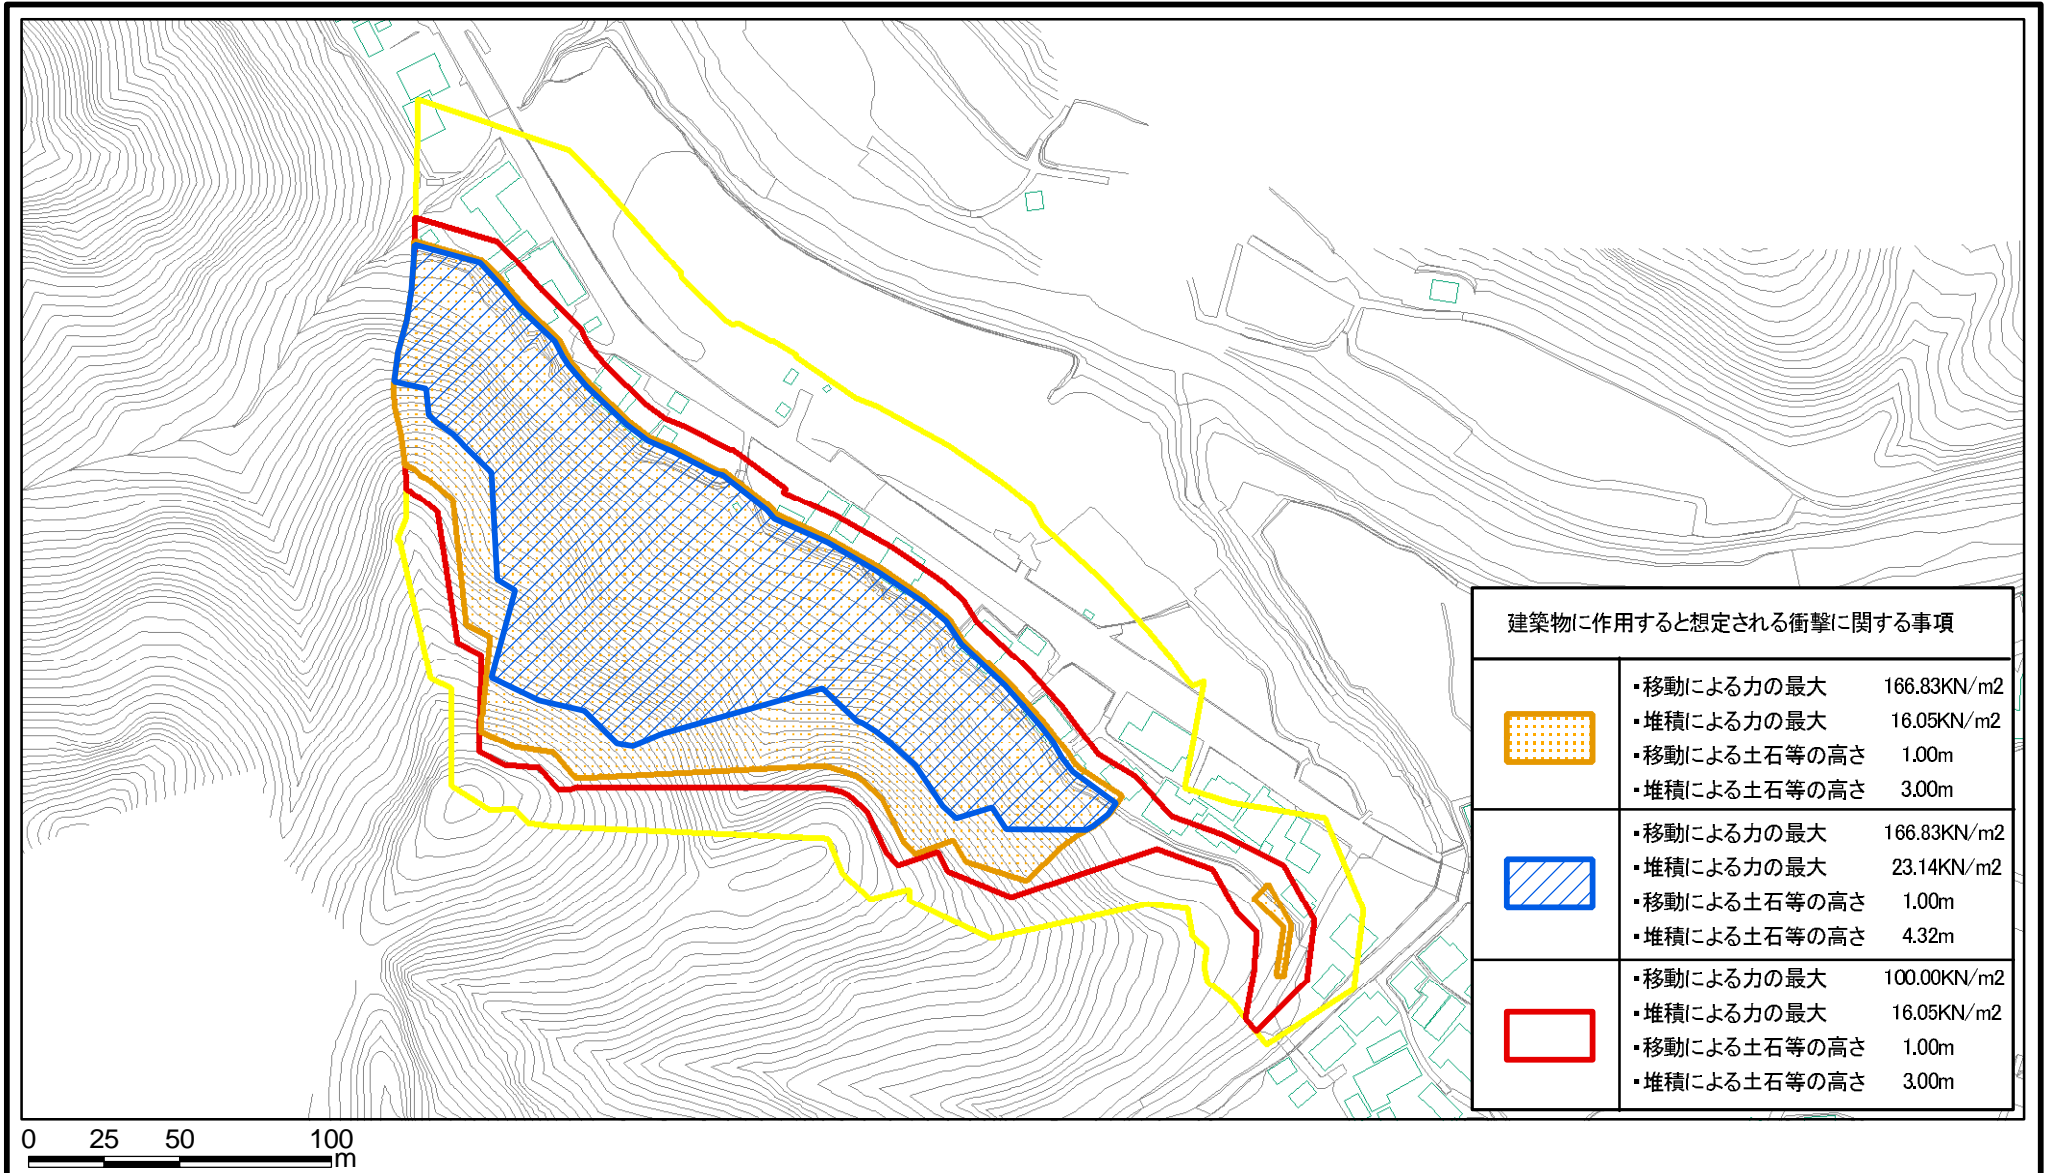 建築物に作用すると想定される衝撃に関する事項
▪移動による力の最大 166.83KN/m2
▪堆積による力の最大 16.05KN/m2
▪移動による土石等の高さ 1.00m
▪堆積による土石等の高さ 3.00m
▪移動による力の最大 166.83KN/m2
▪堆積による力の最大 23.14KN/m2
▪移動による土石等の高さ 1.00m
▪堆積による土石等の高さ 4.32m
▪移動による力の最大 100.00KN/m2
▪堆積による力の最大 16.05KN/m2
▪移動による土石等の高さ 1.00m
▪堆積による土石等の高さ 3.00m
0 25 50 100
m